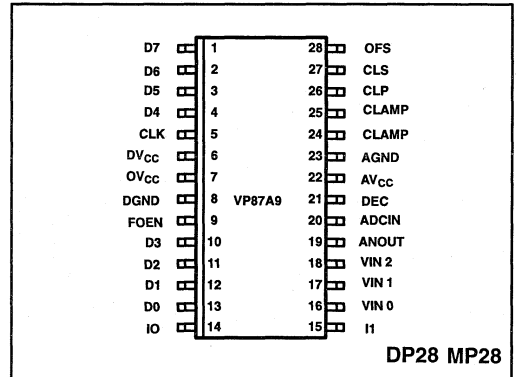 D7 1 28 OFS
D6 2 27 CLS
D5 3 26 CLP
D4 4 25 CLAMP
CLK 5 24 CLAMP
DVCC 6 23 AGND
OVCC 7 22 AVCC
DGND 8 VP87A9 21 DEC
FOEN 9 20 ADCIN
D3 10 19 ANOUT
D2 11 18 VIN 2
D1 12 17 VIN 1
D0 13 16 VIN 0
IO 14 15 I1
DP28 MP28